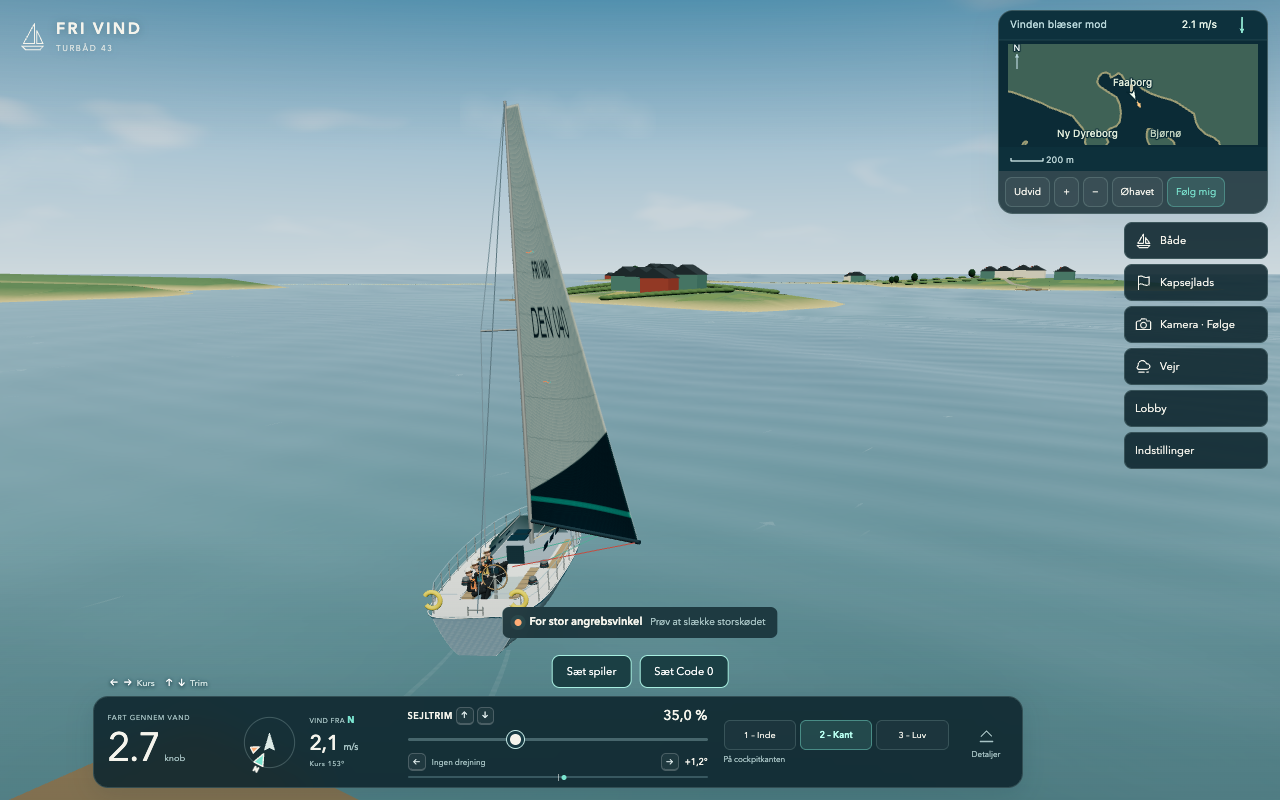 FRI VIND
TURBÅD 43
Vinden blæser mod 2.1 m/s
N
Faaborg
Ny Dyreborg
Bjørnø
200 m
Udvid + − Øhavet Følg mig
Både
Kapsejlads
Kamera · Følge
Vejr
Lobby
Indstillinger
FRI VIND
DEN 040
For stor angrebsvinkel Prøv at slække storskødet
Sæt spiler Sæt Code 0
← → Kurs ↑ ↓ Trim
FART GENNEM VAND
2.7 knob
VIND FRA N
2,1 m/s
Kurs 153°
SEJLTRIM ↑ ↓ 35,0 %
← Ingen drejning → +1,2°
1 – Inde 2 – Kant 3 – Luv
På cockpitkanten
Detaljer